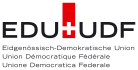 EDU+UDF
Eidgenössisch-Demokratische Union
Union Démocratique Fédérale
Unione Democratica Federale